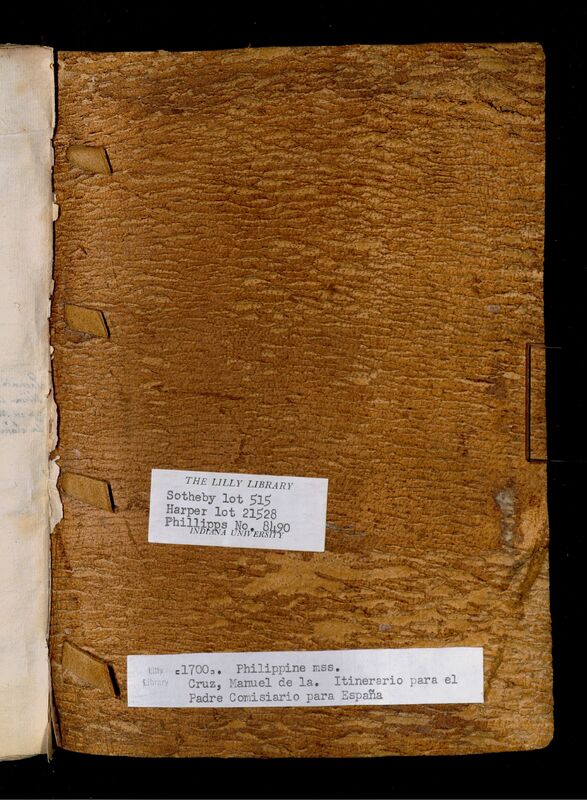 THE LILLY LIBRARY
Sotheby lot 515
Harper lot 21528
Phillipps No. 8490
INDIANA UNIVERSITY
Lilly
Library
[1700]. Philippine mss.
Cruz, Manuel de la. Itinerario para el
Padre Comisiario para España